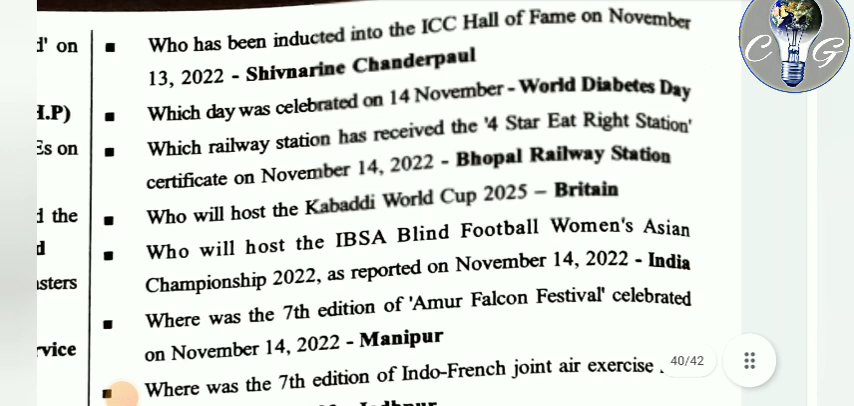 d' on
I.P)
Es on
d the
d
asters
rvice
■ Who has been inducted into the ICC Hall of Fame on November
13, 2022 - Shivnarine Chanderpaul
■ Which day was celebrated on 14 November - World Diabetes Day
■ Which railway station has received the '4 Star Eat Right Station'
certificate on November 14, 2022 - Bhopal Railway Station
■ Who will host the Kabaddi World Cup 2025 – Britain
■ Who will host the IBSA Blind Football Women's Asian
Championship 2022, as reported on November 14, 2022 - India
■ Where was the 7th edition of 'Amur Falcon Festival' celebrated
on November 14, 2022 - Manipur
■ Where was the 7th edition of Indo-French joint air exercise
C G
40/42